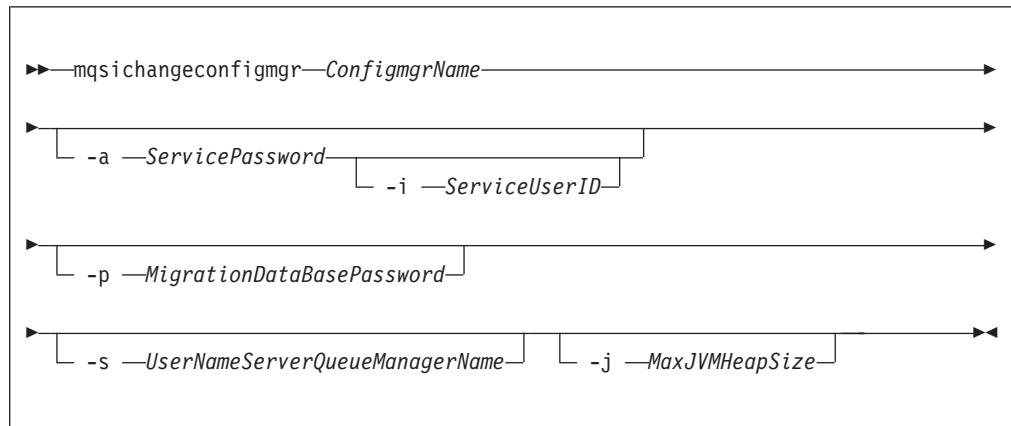 mqsichangeconfigmgr ConfigmgrName
-a ServicePassword
-i ServiceUserID
-p MigrationDataBasePassword
-s UserNameServerQueueManagerName -j MaxJVMHeapSize